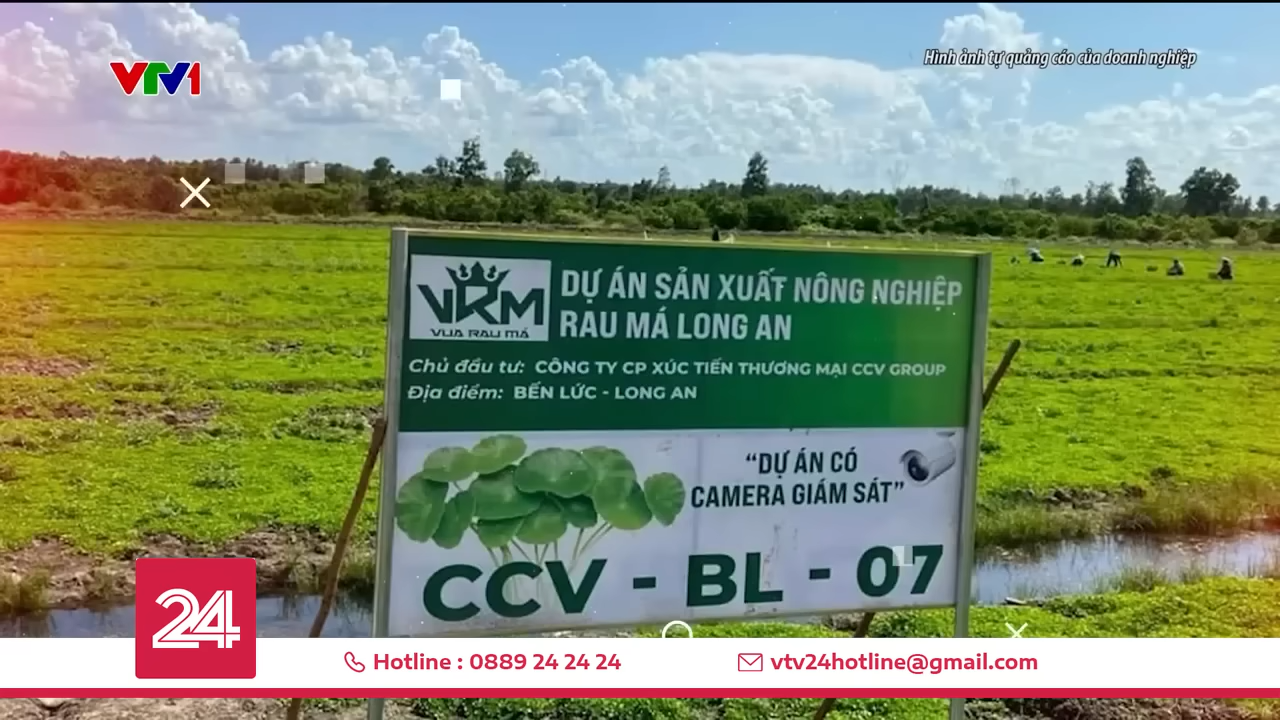 VTV1
Hình ảnh tự quảng cáo của doanh nghiệp
VRM
VUA RAU MÁ
DỰ ÁN SẢN XUẤT NÔNG NGHIỆP
RAU MÁ LONG AN
Chủ đầu tư: CÔNG TY CP XÚC TIẾN THƯƠNG MẠI CCV GROUP
Địa điểm: BẾN LỨC - LONG AN
“DỰ ÁN CÓ
CAMERA GIÁM SÁT”
CCV - BL - 07
24
Hotline : 0889 24 24 24
vtv24hotline@gmail.com